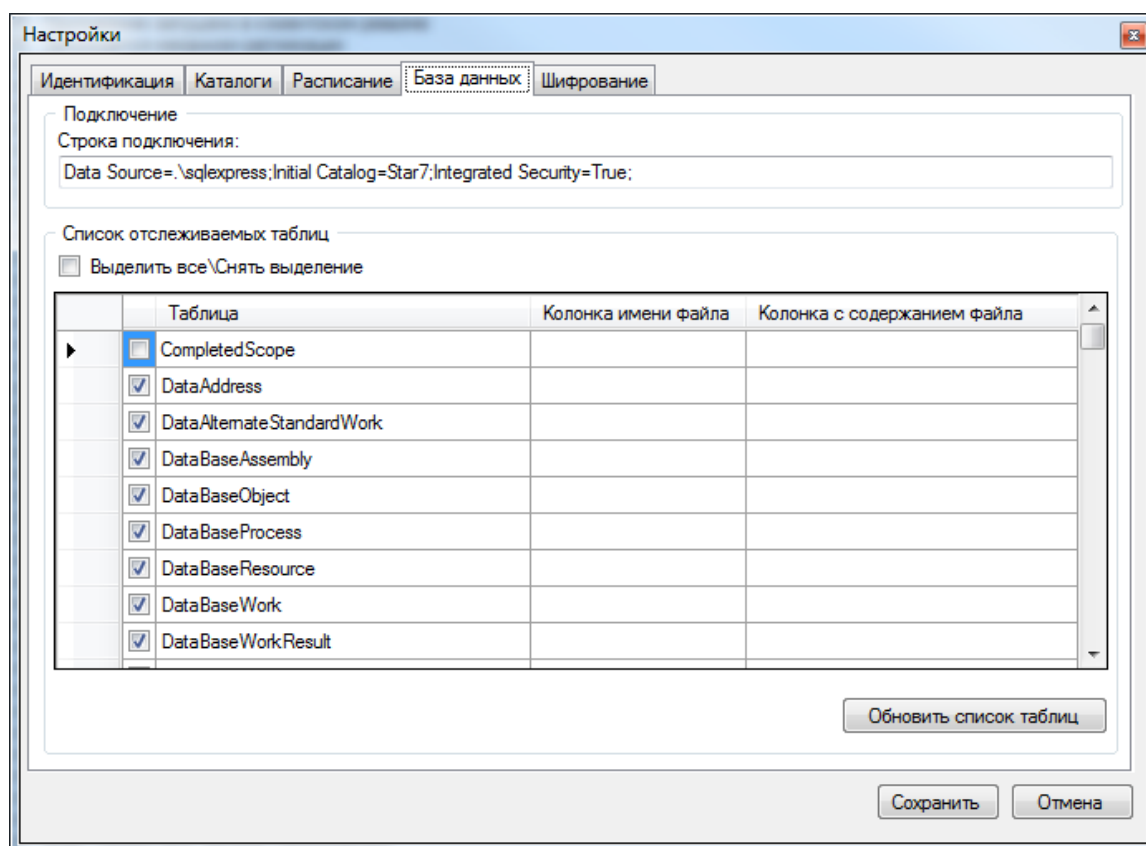 Настройки
Идентификация Каталоги Расписание База данных Шифрование
Подключение
Строка подключения:
Data Source=.\sqlexpress;Initial Catalog=Star7;Integrated Security=True;
Список отслеживаемых таблиц
Выделить все\Снять выделение
Таблица Колонка имени файла Колонка с содержанием файла
CompletedScope
DataAddress
DataAlternateStandardWork
DataBaseAssembly
DataBaseObject
DataBaseProcess
DataBaseResource
DataBaseWork
DataBaseWorkResult
Обновить список таблиц
Сохранить Отмена